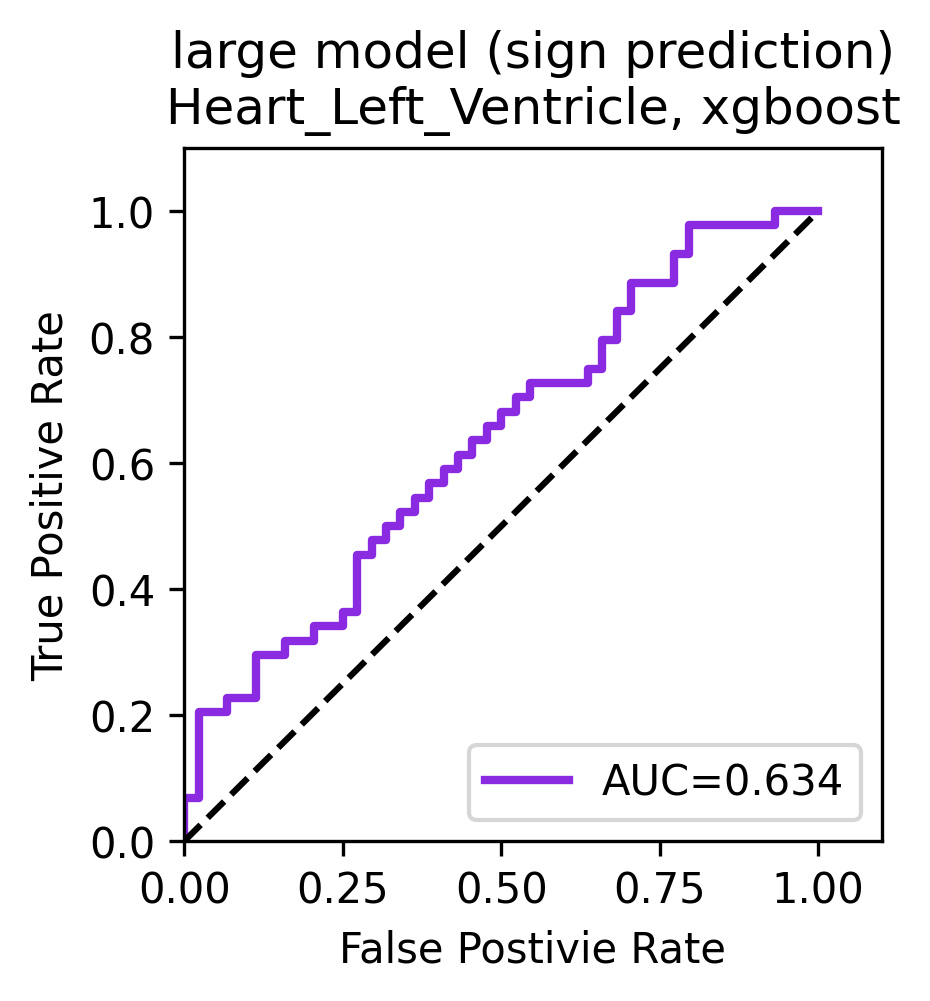 large model (sign prediction)
Heart_Left_Ventricle, xgboost
1.0
0.8
0.6
0.4
0.2
0.0
True Positive Rate
AUC=0.634
0.00 0.25 0.50 0.75 1.00
False Postivie Rate